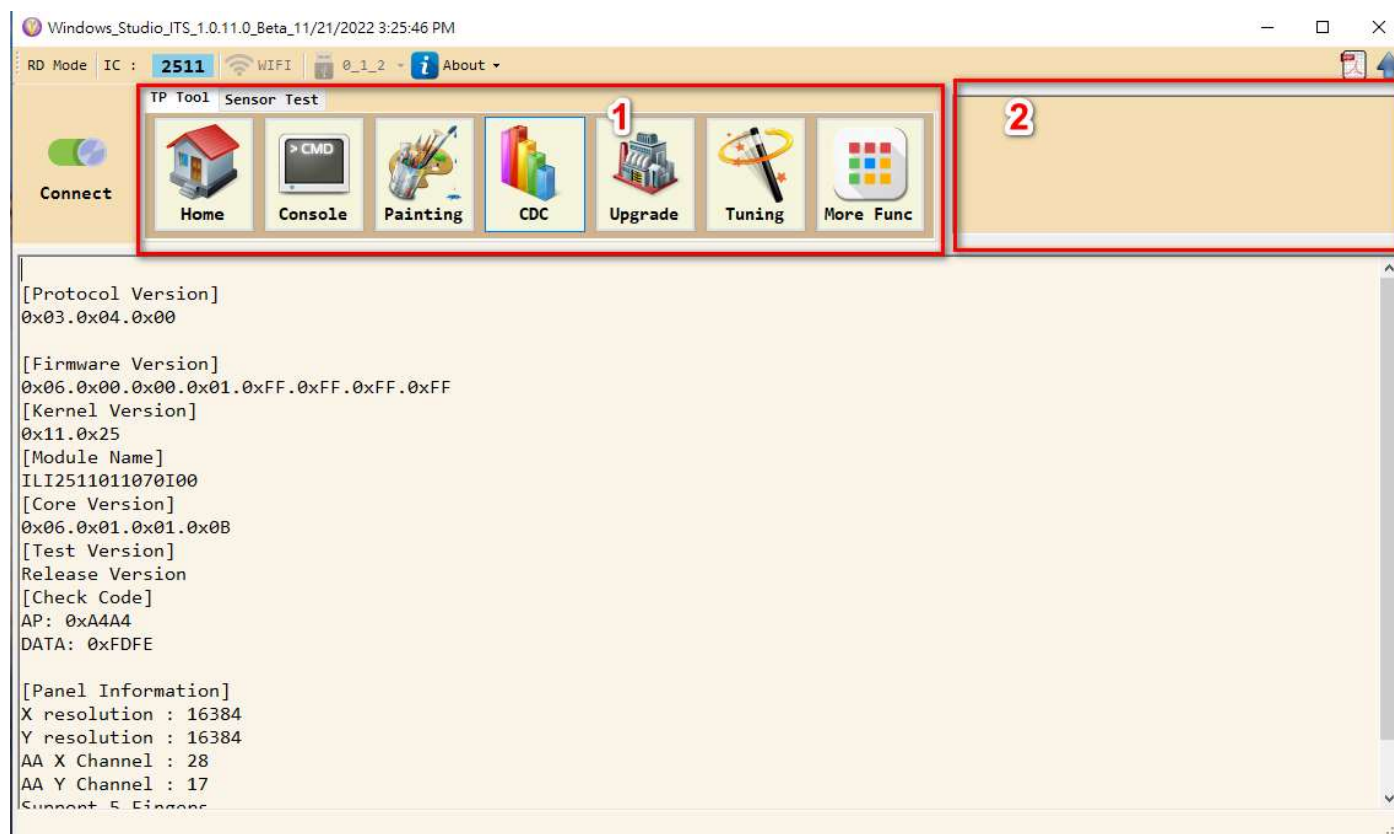 Windows_Studio_ITS_1.0.11.0_Beta_11/21/2022 3:25:46 PM
RD Mode IC : 2511 WIFI 0_1_2 About
TP Tool Sensor Test
1
2
> CMD
Connect
Home Console Painting CDC Upgrade Tuning More Func
[Protocol Version]
0x03.0x04.0x00
[Firmware Version]
0x06.0x00.0x00.0x01.0xFF.0xFF.0xFF.0xFF
[Kernel Version]
0x11.0x25
[Module Name]
ILI2511011070I00
[Core Version]
0x06.0x01.0x01.0x0B
[Test Version]
Release Version
[Check Code]
AP: 0xA4A4
DATA: 0xFDFE
[Panel Information]
X resolution : 16384
Y resolution : 16384
AA X Channel : 28
AA Y Channel : 17
Support 5 Fingers